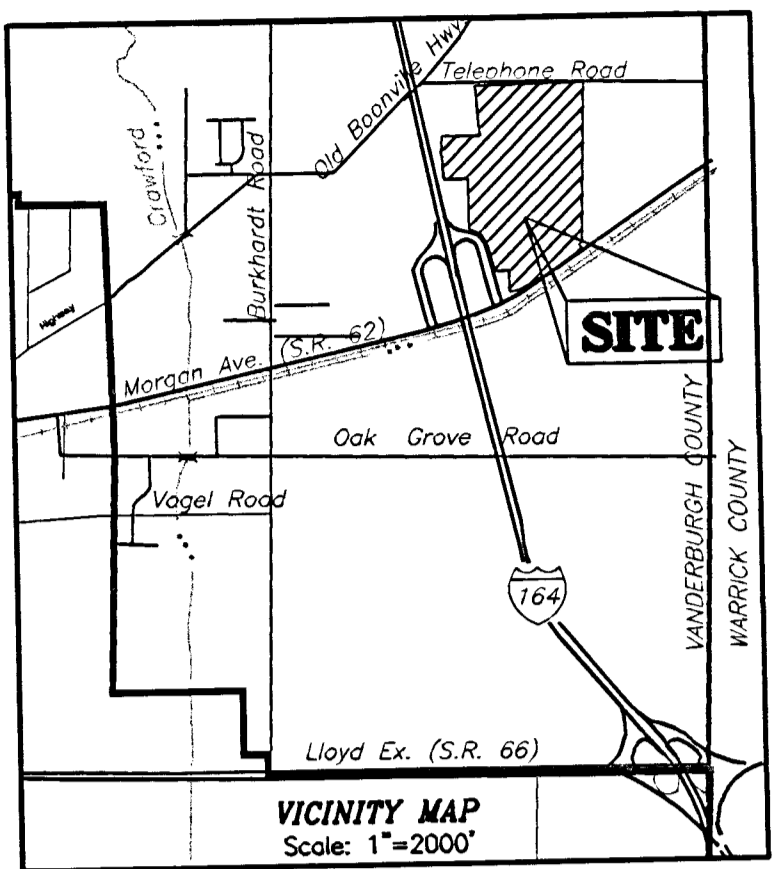 Old Boonville Hwy.
Telephone Road
Crawford
Burkhardt Road
Highway
SITE
Morgan Ave. (S.R. 62)
Oak Grove Road
Vogel Road
VANDERBURGH COUNTY
WARRICK COUNTY
164
Lloyd Ex. (S.R. 66)
VICINITY MAP
Scale: 1"=2000'